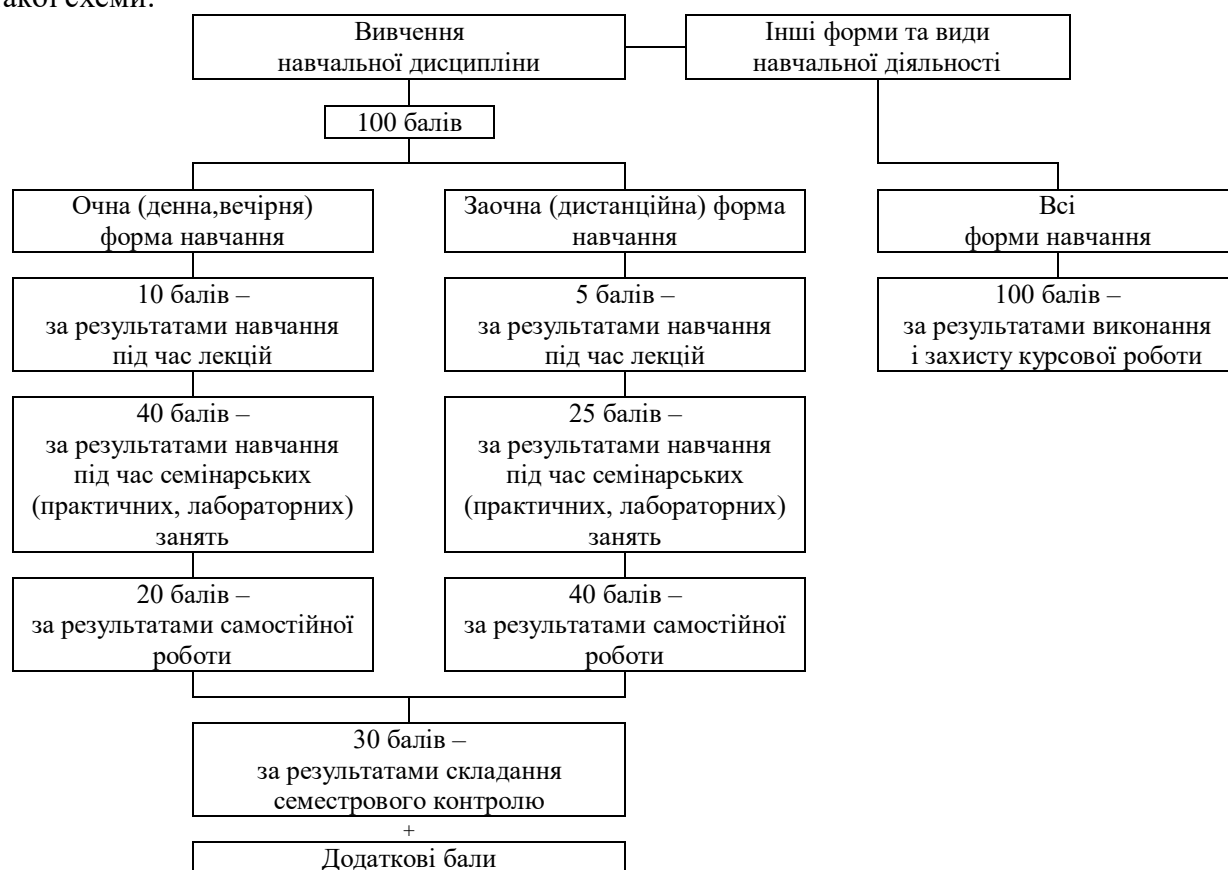 акої схеми:
Вивчення
навчальної дисципліни
Інші форми та види
навчальної діяльності
100 балів
Очна (денна,вечірня)
форма навчання
Заочна (дистанційна) форма
навчання
Всі
форми навчання
10 балів –
за результатами навчання
під час лекцій
5 балів –
за результатами навчання
під час лекцій
100 балів –
за результатами виконання
і захисту курсової роботи
40 балів –
за результатами навчання
під час семінарських
(практичних, лабораторних)
занять
25 балів –
за результатами навчання
під час семінарських
(практичних, лабораторних)
занять
20 балів –
за результатами самостійної
роботи
40 балів –
за результатами самостійної
роботи
30 балів –
за результатами складання
семестрового контролю
+
Додаткові бали